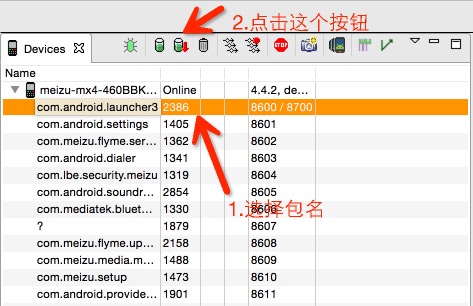 2.点击这个按钮
Devices
Name
meizu-mx4-460BBK... Online 4.4.2, de...
com.android.launcher3 2386 8600 / 8700
com.android.settings 1405 8601
com.meizu.flyme.ser... 1362 8602
com.android.dialer 1341 8603
com.lbe.security.meizu 1319 8604
com.android.soundr... 2854 8605
com.mediatek.bluet... 1330 8606
1.选择包名
? 1879 8607
com.meizu.flyme.up... 2158 8608
com.meizu.media.m... 1488 8609
com.meizu.setup 1473 8610
com.android.provide... 1901 8611